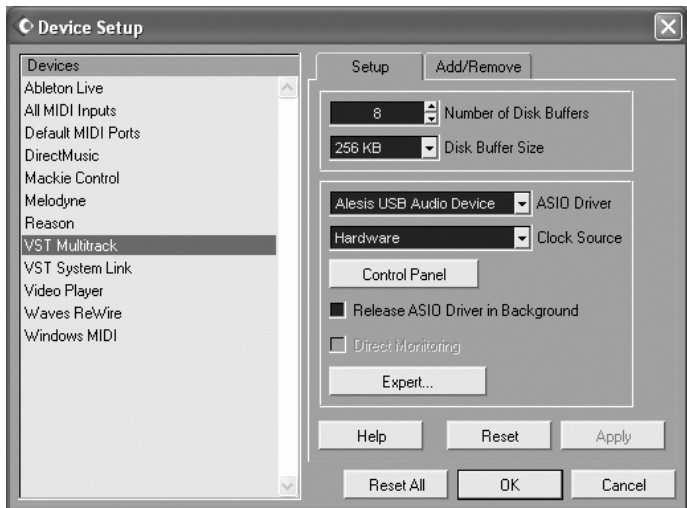 Device Setup
Devices
Ableton Live
All MIDI Inputs
Default MIDI Ports
DirectMusic
Mackie Control
Melodyne
Reason
VST Multitrack
VST System Link
Video Player
Waves ReWire
Windows MIDI
Setup
Add/Remove
8 Number of Disk Buffers
256 KB Disk Buffer Size
Alesis USB Audio Device ASIO Driver
Hardware Clock Source
Control Panel
Release ASIO Driver in Background
Direct Monitoring
Expert...
Help Reset Apply
Reset All OK Cancel